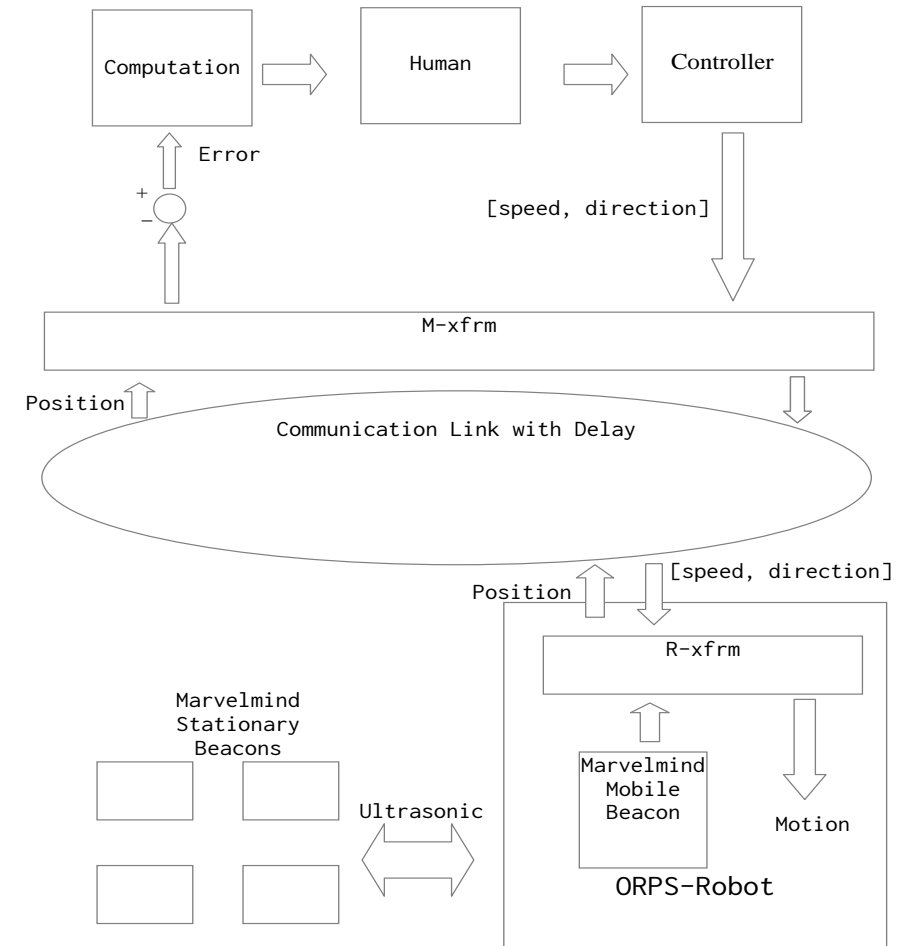 Computation
Human
Controller
Error
+
−
[speed, direction]
M-xfrm
Position
Communication Link with Delay
Position
[speed, direction]
R-xfrm
Marvelmind
Stationary
Beacons
Marvelmind
Mobile
Beacon
Ultrasonic
Motion
ORPS-Robot